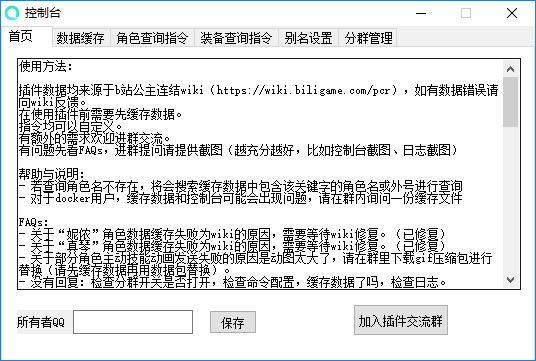 控制台
首页 数据缓存 角色查询指令 装备查询指令 别名设置 分群管理
使用方法：
插件数据均来源于b站公主连结wiki（https://wiki.biligame.com/pcr），如有数据错误请
向wiki反馈。
在使用插件前需要先缓存数据。
指令均可以自定义。
有额外的需求欢迎进群交流。
有问题先看FAQs，进群提问请提供截图（越充分越好，比如控制台截图、日志截图）
帮助与说明：
- 若查询角色名不存在，将会搜索缓存数据中包含该关键字的角色名或外号进行查询
- 对于docker用户，缓存数据和控制台可能会出现问题，请在群内询问一份缓存文件
FAQs：
- 关于“妮侬”角色数据缓存失败为wiki的原因，需要等待wiki修复。（已修复）
- 关于“真琴”角色数据缓存失败为wiki的原因，需要等待wiki修复。（已修复）
- 关于部分角色主动技能动画发送失败的原因是动图太大了，请在群里下载gif压缩包进行
替换（请先缓存数据再用数据包替换）。
- 没有回复：检查分群开关是否打开，检查命令配置，缓存数据了吗，检查日志。
所有者QQ 保存 加入插件交流群